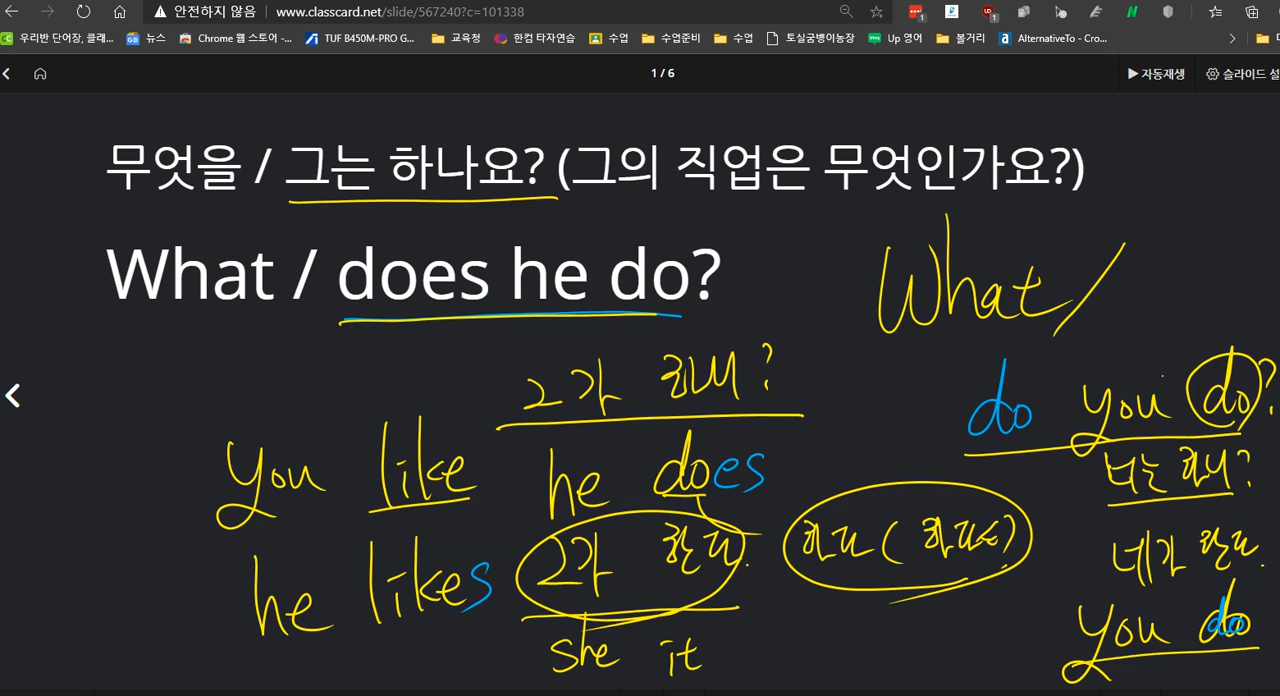 안전하지 않음 www.classcard.net/slide/567240?c=101338
우리반 단어장, 클래... 뉴스 Chrome 웹 스토어 -... TUF B450M-PRO G... 교육청 한컴 타자연습 수업 수업준비 수업 토실굼벵이농장 Up 영어 볼거리 AlternativeTo - Cro...
1 / 6 자동재생 슬라이드 설
무엇을 / 그는 하나요? (그의 직업은 무엇인가요?)
What / does he do?
What /
그가 하니?
do you do?
you like he does
너는 하니?
he likes 그가 한다.
네가 한다.
she it
you do